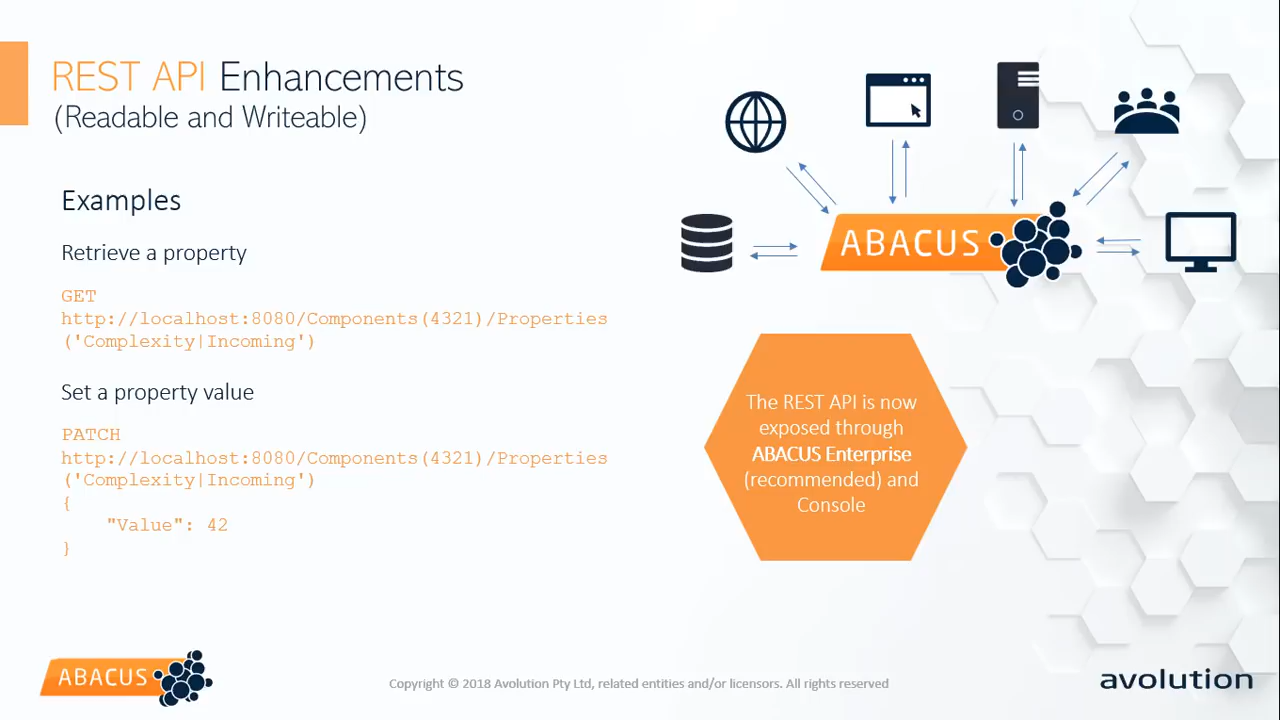 REST API Enhancements
(Readable and Writeable)
Examples
Retrieve a property
GET
http://localhost:8080/Components(4321)/Properties
('Complexity|Incoming')
Set a property value
PATCH
http://localhost:8080/Components(4321)/Properties
('Complexity|Incoming')
{
    "Value": 42
}
ABACUS
The REST API is now
exposed through
ABACUS Enterprise
(recommended) and
Console
ABACUS
Copyright © 2018 Avolution Pty Ltd, related entities and/or licensors. All rights reserved
avolution